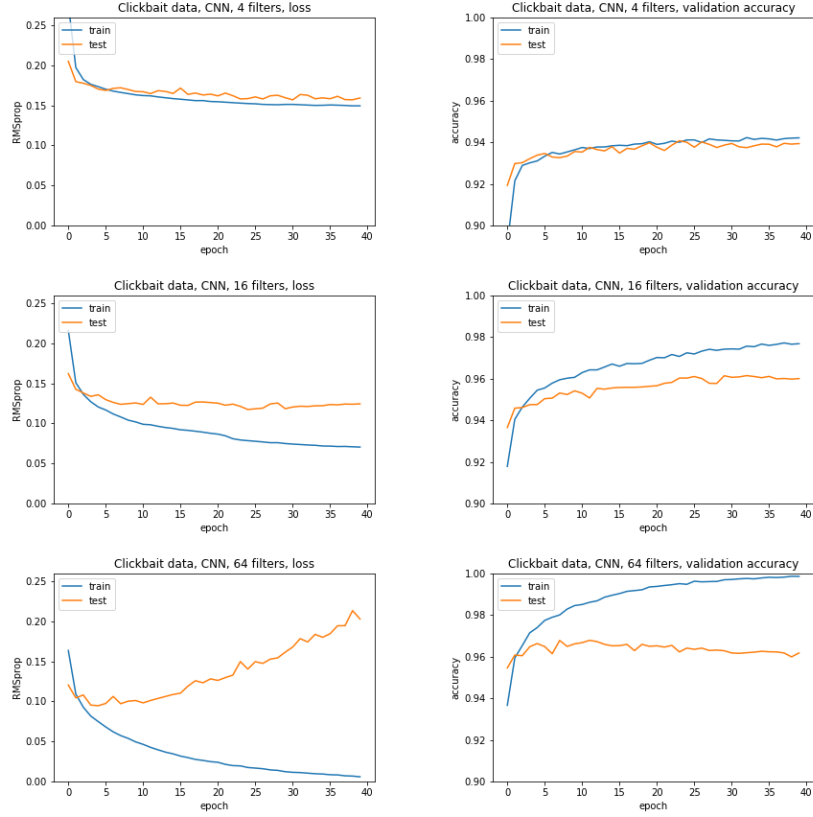 Clickbait data, CNN, 4 filters, loss
Clickbait data, CNN, 4 filters, validation accuracy
0.25
0.20
0.15
0.10
0.05
0.00
RMSprop
train
test
0 5 10 15 20 25 30 35 40
epoch
1.00
0.98
0.96
0.94
0.92
0.90
accuracy
train
test
0 5 10 15 20 25 30 35 40
epoch
Clickbait data, CNN, 16 filters, loss
Clickbait data, CNN, 16 filters, validation accuracy
0.25
0.20
0.15
0.10
0.05
0.00
RMSprop
train
test
0 5 10 15 20 25 30 35 40
epoch
1.00
0.98
0.96
0.94
0.92
0.90
accuracy
train
test
0 5 10 15 20 25 30 35 40
epoch
Clickbait data, CNN, 64 filters, loss
Clickbait data, CNN, 64 filters, validation accuracy
0.25
0.20
0.15
0.10
0.05
0.00
RMSprop
train
test
0 5 10 15 20 25 30 35 40
epoch
1.00
0.98
0.96
0.94
0.92
0.90
accuracy
train
test
0 5 10 15 20 25 30 35 40
epoch